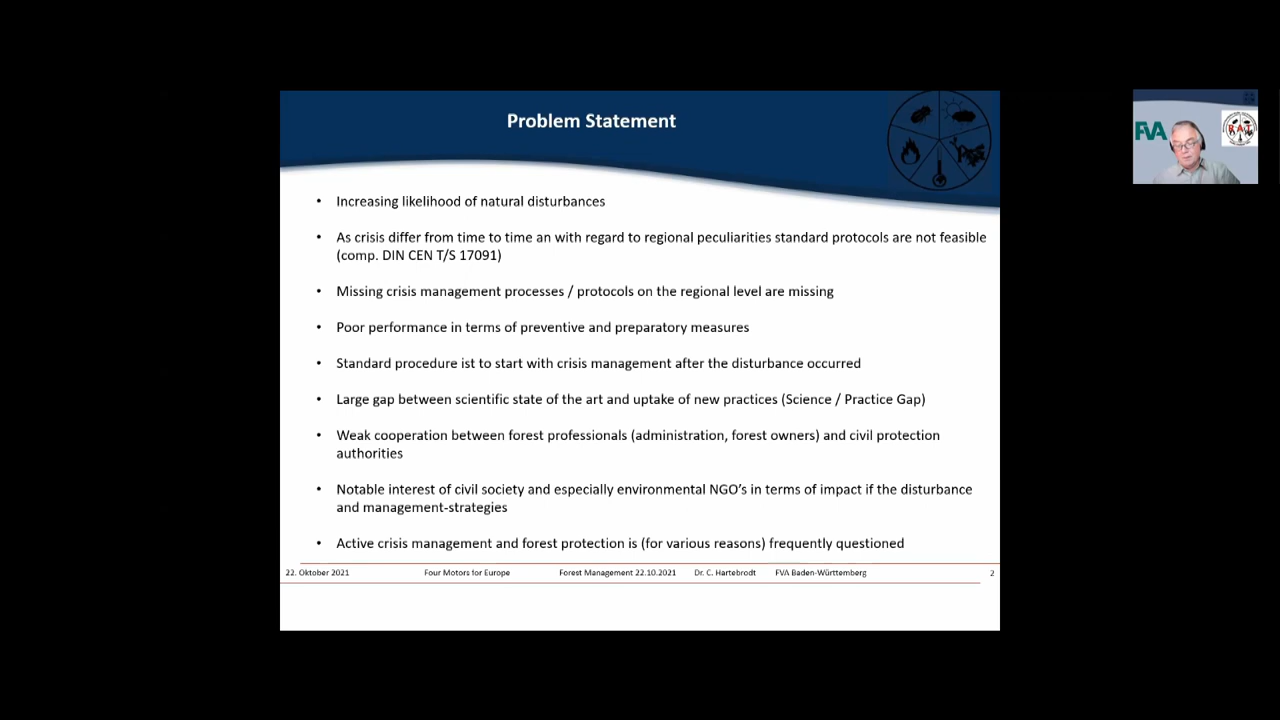 Problem Statement
• Increasing likelihood of natural disturbances
• As crisis differ from time to time an with regard to regional peculiarities standard protocols are not feasible
(comp. DIN CEN T/S 17091)
• Missing crisis management processes / protocols on the regional level are missing
• Poor performance in terms of preventive and preparatory measures
• Standard procedure ist to start with crisis management after the disturbance occurred
• Large gap between scientific state of the art and uptake of new practices (Science / Practice Gap)
• Weak cooperation between forest professionals (administration, forest owners) and civil protection
authorities
• Notable interest of civil society and especially environmental NGO’s in terms of impact if the disturbance
and management-strategies
• Active crisis management and forest protection is (for various reasons) frequently questioned
22. Oktober 2021 Four Motors for Europe Forest Management 22.10.2021 Dr. C. Hartebrodt FVA Baden-Württemberg 2
FVA